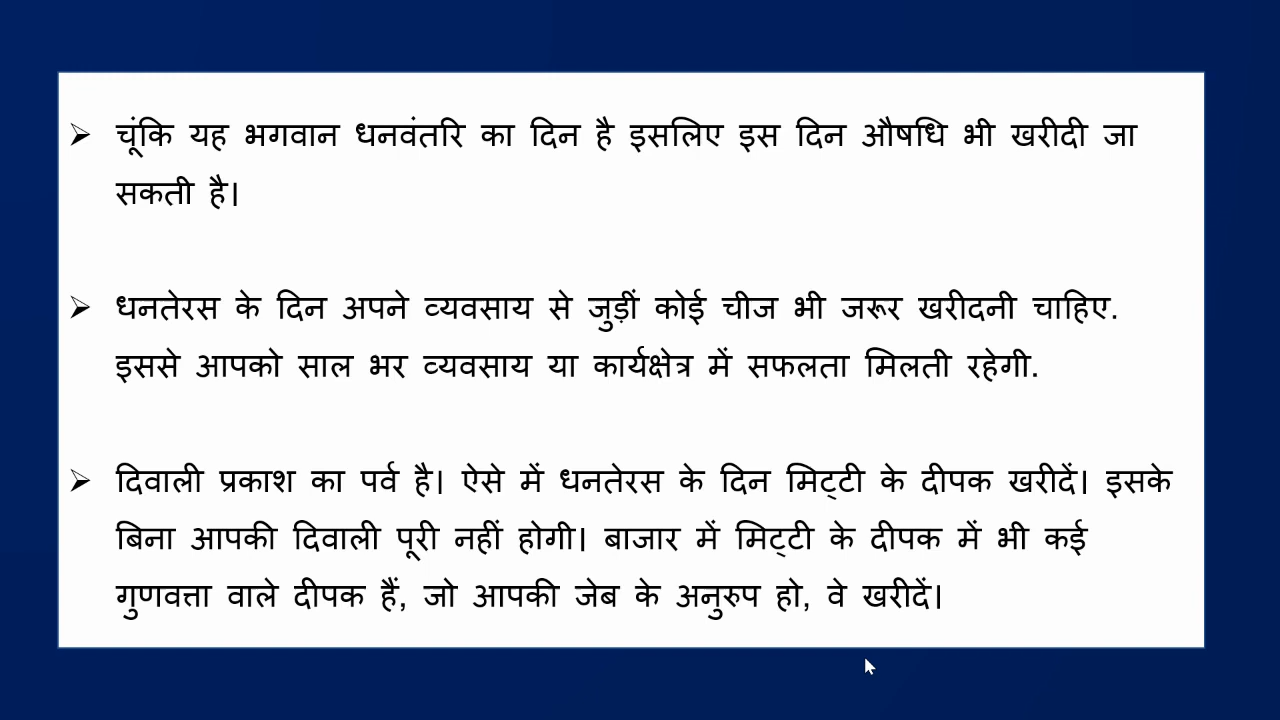 ➢ चूंकि यह भगवान धनवंतरि का दिन है इसलिए इस दिन औषधि भी खरीदी जा
सकती है।
➢ धनतेरस के दिन अपने व्यवसाय से जुड़ीं कोई चीज भी जरूर खरीदनी चाहिए.
इससे आपको साल भर व्यवसाय या कार्यक्षेत्र में सफलता मिलती रहेगी.
➢ दिवाली प्रकाश का पर्व है। ऐसे में धनतेरस के दिन मिट्टी के दीपक खरीदें। इसके
बिना आपकी दिवाली पूरी नहीं होगी। बाजार में मिट्टी के दीपक में भी कई
गुणवत्ता वाले दीपक हैं, जो आपकी जेब के अनुरुप हो, वे खरीदें।